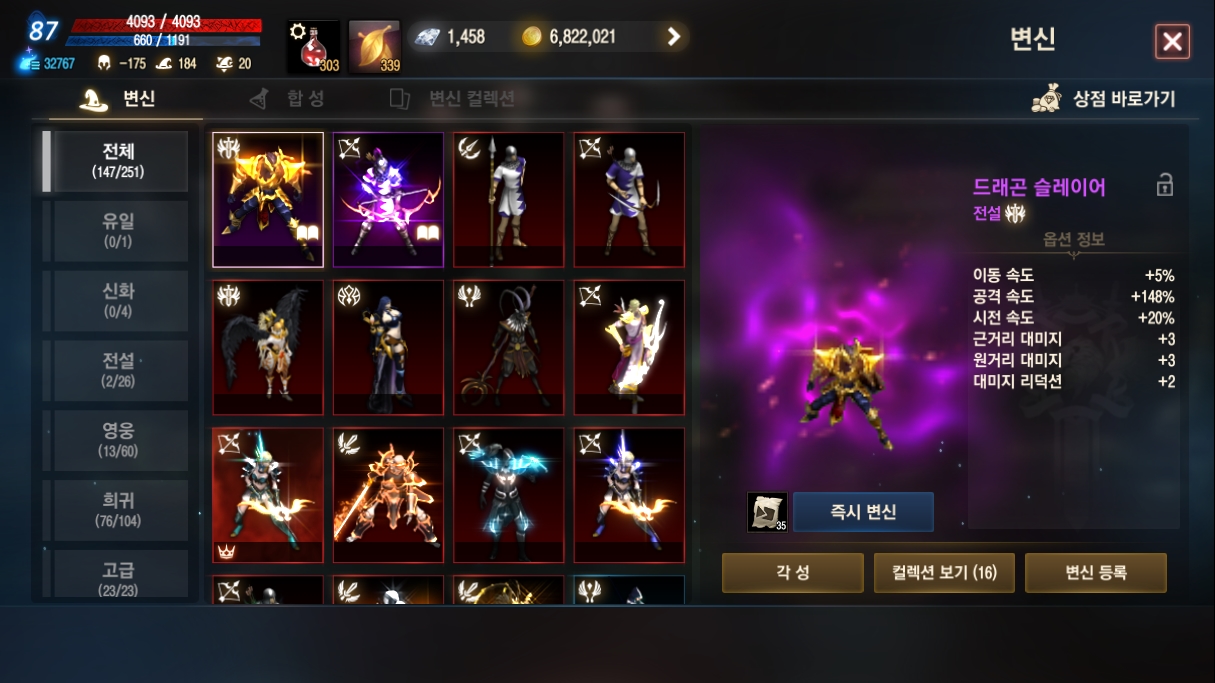 87
4093 / 4093
660 / 1191
32767
-175
184
20
303
339
1,458
6,822,021
변신
변신
합성
변신 컬렉션
상점 바로가기
전체
(147/251)
유일
(0/1)
신화
(0/4)
전설
(2/26)
영웅
(13/60)
희귀
(76/104)
고급
(23/23)
드래곤 슬레이어
전설
옵션 정보
이동 속도 +5%
공격 속도 +148%
시전 속도 +20%
근거리 대미지 +3
원거리 대미지 +3
대미지 리덕션 +2
35
즉시 변신
각성
컬렉션 보기 (16)
변신 등록